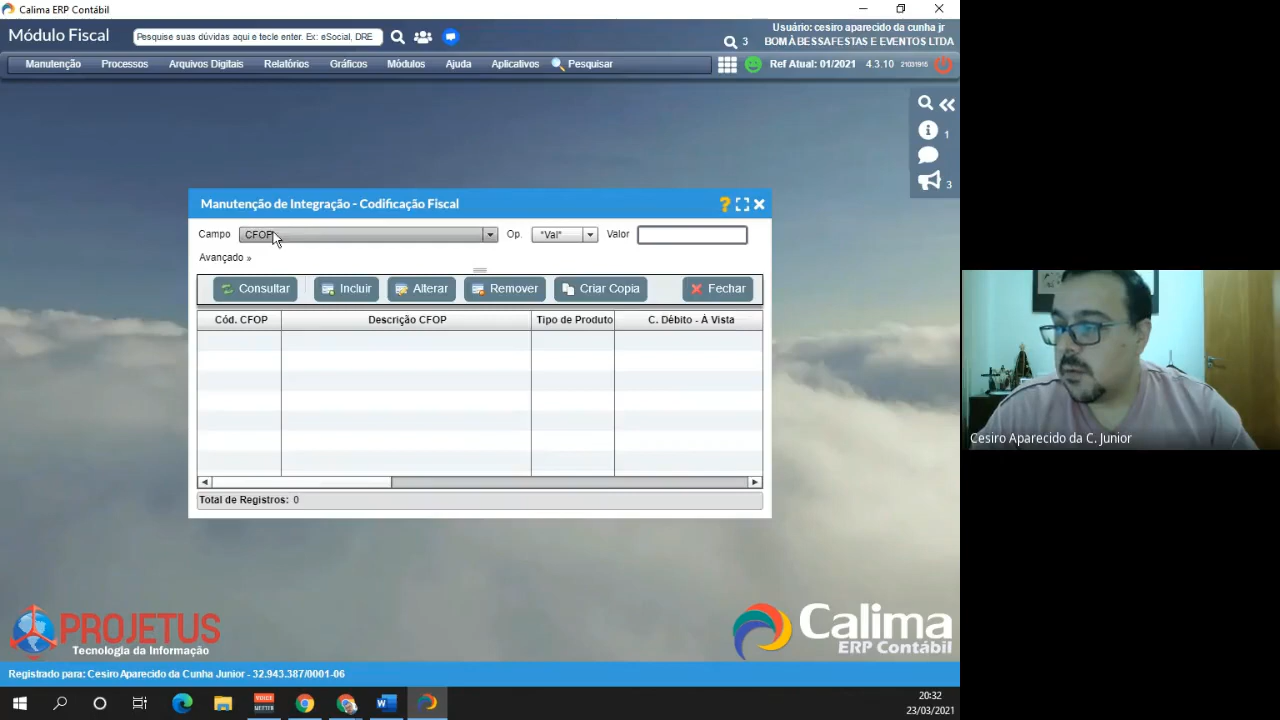 Calima ERP Contábil
Módulo Fiscal
Pesquise suas dúvidas aqui e tecle enter. Ex: eSocial, DRE
3
Usuário: cesiro aparecido da cunha jr
BOM À BESSAFESTAS E EVENTOS LTDA
Manutenção Processos Arquivos Digitais Relatórios Gráficos Módulos Ajuda Aplicativos Pesquisar
Ref Atual: 01/2021 4.3.10 21031915
1
3
Manutenção de Integração - Codificação Fiscal
?
Campo CFOP Op. "Val" Valor
Avançado »
Consultar Incluir Alterar Remover Criar Copia Fechar
Cód. CFOP Descrição CFOP Tipo de Produto C. Débito - À Vista
Total de Registros: 0
Cesiro Aparecido da C. Junior
PROJETUS
Tecnologia da Informação
Calima
ERP Contábil
Registrado para: Cesiro Aparecido da Cunha Junior - 32.943.387/0001-06
VOICE
MEETER
20:32
23/03/2021